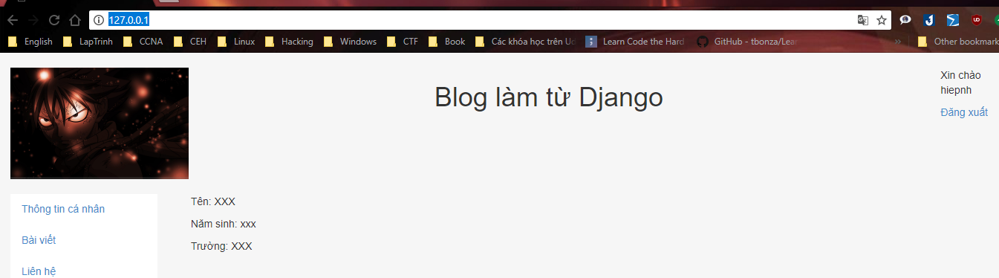 127.0.0.1
English LapTrinh CCNA CEH Linux Hacking Windows CTF Book Các khóa học trên Ud Learn Code the Hard GitHub - tbonza/Lear » Other bookmark
Xin chào
hiepnh
Blog làm từ Django
Đăng xuất
Thông tin cá nhân
Tên: XXX
Năm sinh: xxx
Bài viết
Trường: XXX
Liên hệ